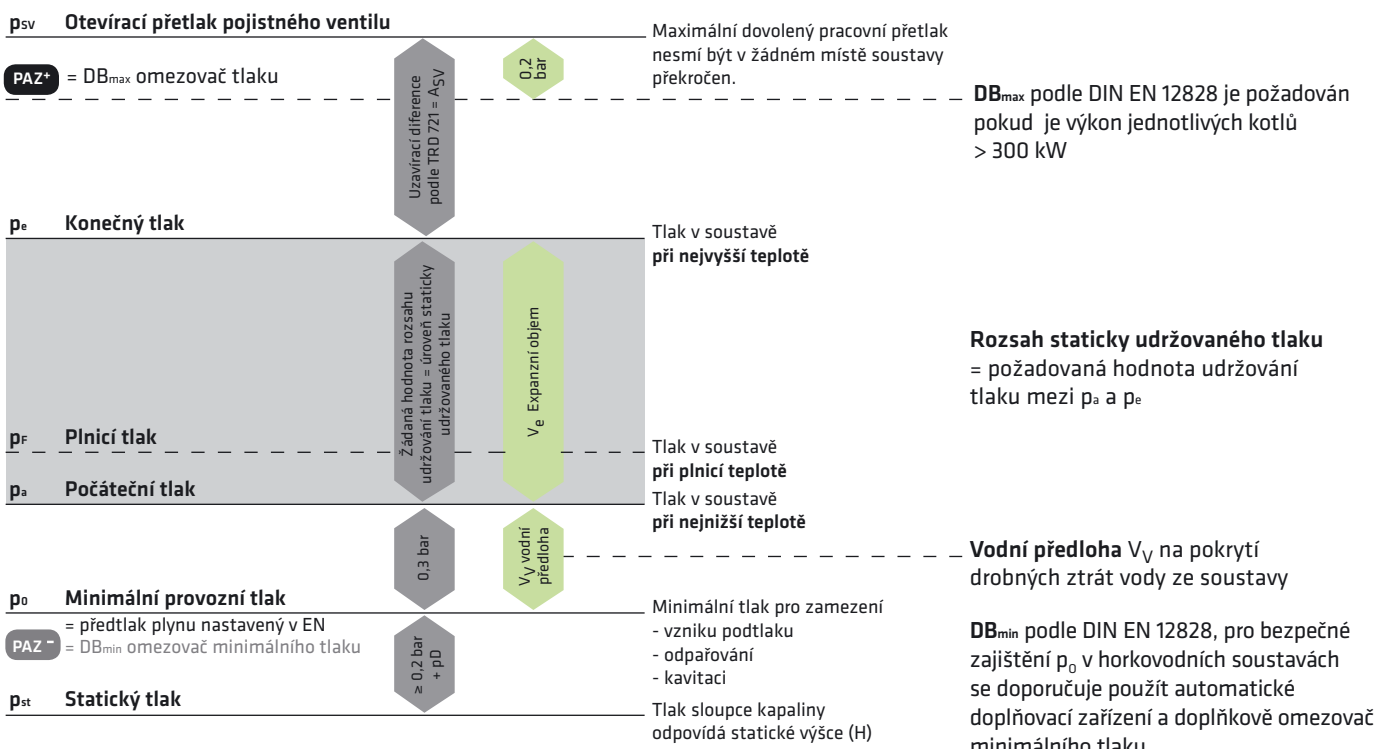 pSV Otevírací přetlak pojistného ventilu
Maximální dovolený pracovní přetlak
nesmí být v žádném místě soustavy
překročen.
PAZ+ = DBmax omezovač tlaku
Uzavírací diference
podle TRD 721 = ASV
0,2
bar
DBmax podle DIN EN 12828 je požadován
pokud je výkon jednotlivých kotlů
> 300 kW
pe Konečný tlak
Tlak v soustavě
při nejvyšší teplotě
Žádaná hodnota rozsahu
udržování tlaku = úroveň staticky
udržovaného tlaku
Ve Expanzní objem
Rozsah staticky udržovaného tlaku
= požadovaná hodnota udržování
tlaku mezi pa a pe
pF Plnicí tlak
Tlak v soustavě
při plnicí teplotě
pa Počáteční tlak
Tlak v soustavě
při nejnižší teplotě
0,3 bar
VV vodní
předloha
Vodní předloha VV na pokrytí
drobných ztrát vody ze soustavy
p0 Minimální provozní tlak
= předtlak plynu nastavený v EN
PAZ - = DBmin omezovač minimálního tlaku
Minimální tlak pro zamezení
- vzniku podtlaku
- odpařování
- kavitaci
≥ 0,2 bar
+ pD
DBmin podle DIN EN 12828, pro bezpečné
zajištění p0 v horkovodních soustavách
se doporučuje použít automatické
doplňovací zařízení a doplňkově omezovač
minimálního tlaku
pst Statický tlak
Tlak sloupce kapaliny
odpovídá statické výšce (H)